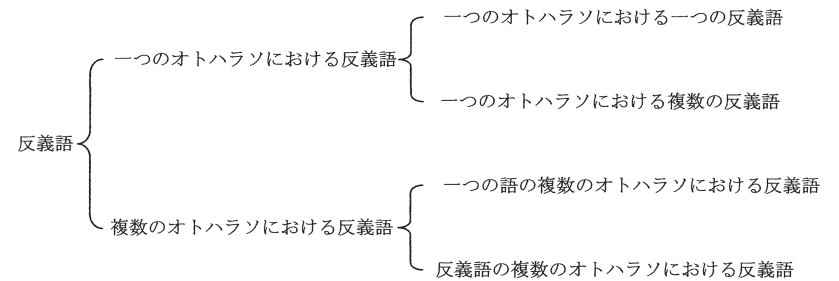 一つのオトハラソにおける一つの反義語
一つのオトハラソにおける反義語
一つのオトハラソにおける複数の反義語
反義語
一つの語の複数のオトハラソにおける反義語
複数のオトハラソにおける反義語
反義語の複数のオトハラソにおける反義語